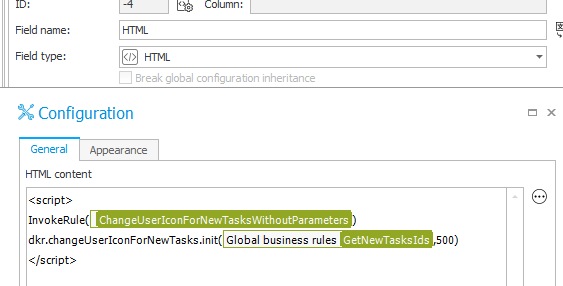 ID: -4 Column:
Field name: HTML
Field type: </> HTML
Break global configuration inheritance
Configuration
General Appearance
HTML content
<script>
InvokeRule( ChangeUserIconForNewTasksWithoutParameters )
dkr.changeUserIconForNewTasks.init( Global business rules GetNewTasksIds ,500)
</script>